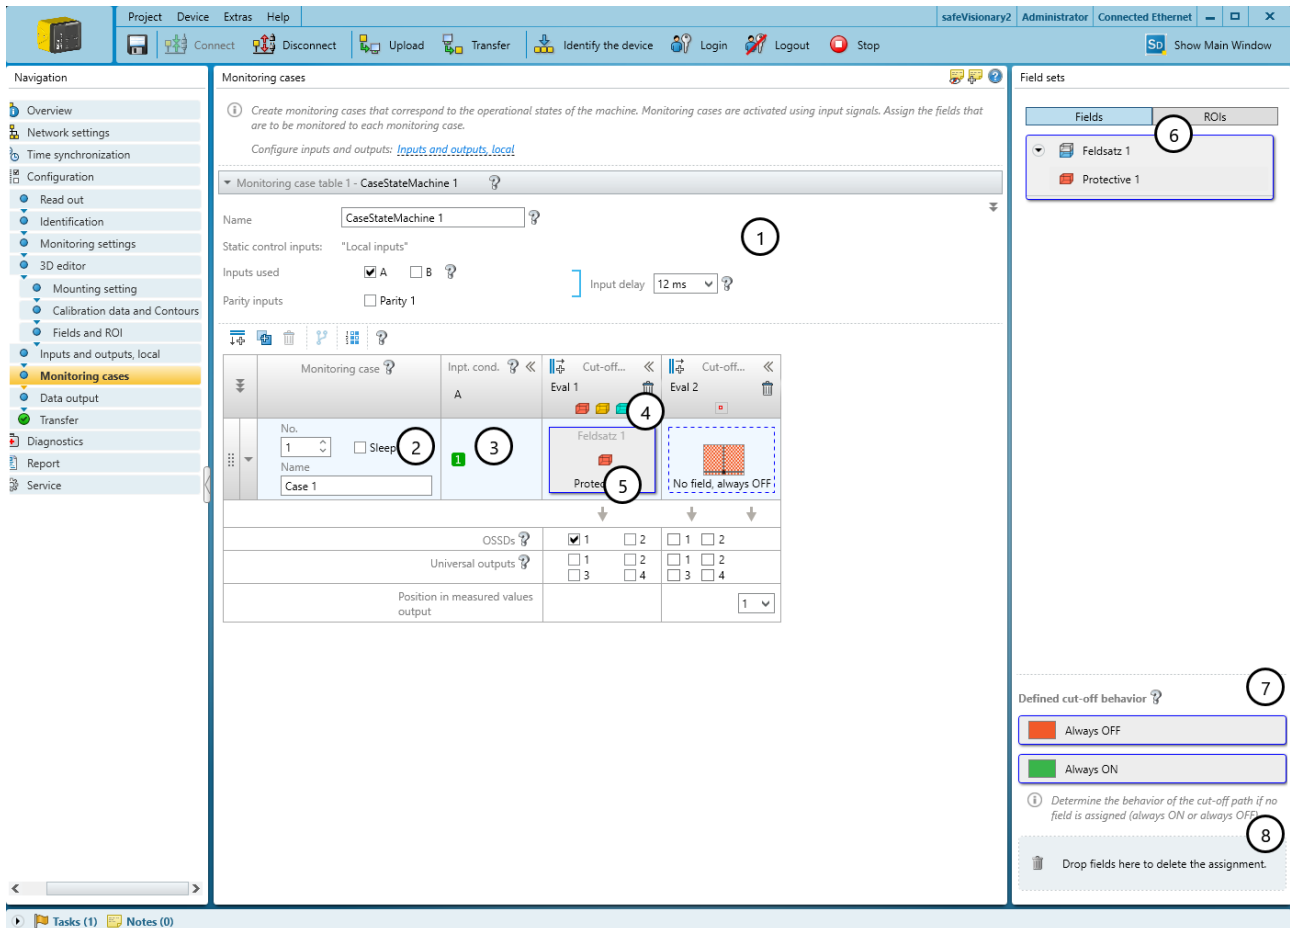 Project Device Extras Help
safeVisionary2 Administrator Connected Ethernet
Connect Disconnect Upload Transfer Identify the device Login Logout Stop SD Show Main Window
Navigation
Overview
Network settings
Time synchronization
Configuration
Read out
Identification
Monitoring settings
3D editor
Mounting setting
Calibration data and Contours
Fields and ROI
Inputs and outputs, local
Monitoring cases
Data output
Transfer
Diagnostics
Report
Service
Monitoring cases
Create monitoring cases that correspond to the operational states of the machine. Monitoring cases are activated using input signals. Assign the fields that
are to be monitored to each monitoring case.
Configure inputs and outputs: Inputs and outputs, local
Monitoring case table 1 - CaseStateMachine 1
Name CaseStateMachine 1
1
Static control inputs: "Local inputs"
Inputs used A B
Input delay 12 ms
Parity inputs Parity 1
Monitoring case Inpt. cond. Cut-off... Cut-off...
A Eval 1 Eval 2
4
No.
1 Sleep 2
1 3
Feldsatz 1
Name
Case 1
Protec 5
No field, always OFF
OSSDs 1 2 1 2
Universal outputs 1 2 1 2
3 4 3 4
Position in measured values
output
1
Field sets
Fields ROIs
6
Feldsatz 1
Protective 1
7
Defined cut-off behavior
Always OFF
Always ON
Determine the behavior of the cut-off path if no
field is assigned (always ON or always OFF)
8
Drop fields here to delete the assignment.
Tasks (1) Notes (0)